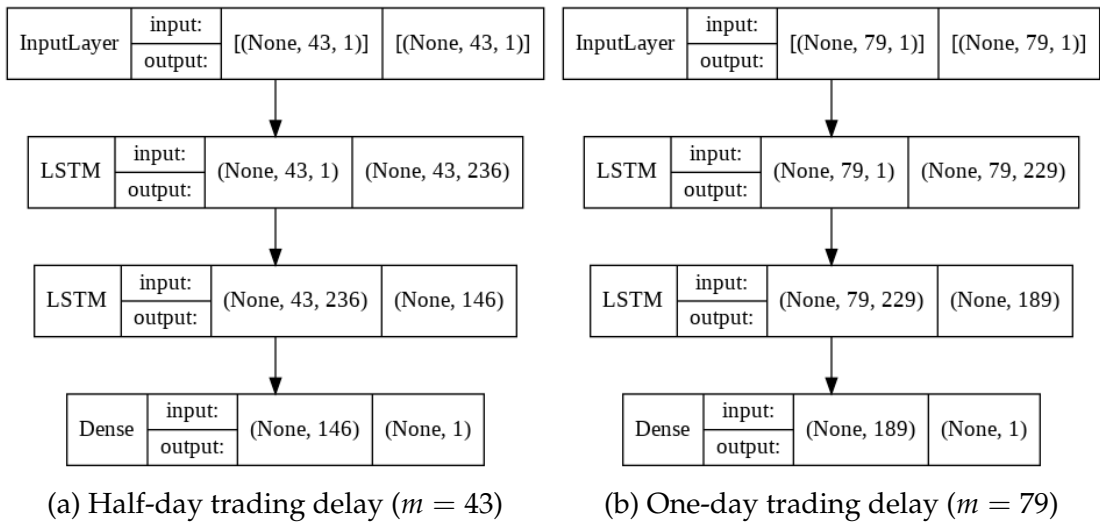 InputLayer
input:
output:
[(None, 43, 1)]
[(None, 43, 1)]
LSTM
input:
output:
(None, 43, 1)
(None, 43, 236)
LSTM
input:
output:
(None, 43, 236)
(None, 146)
Dense
input:
output:
(None, 146)
(None, 1)
(a) Half-day trading delay (m = 43)
InputLayer
input:
output:
[(None, 79, 1)]
[(None, 79, 1)]
LSTM
input:
output:
(None, 79, 1)
(None, 79, 229)
LSTM
input:
output:
(None, 79, 229)
(None, 189)
Dense
input:
output:
(None, 189)
(None, 1)
(b) One-day trading delay (m = 79)